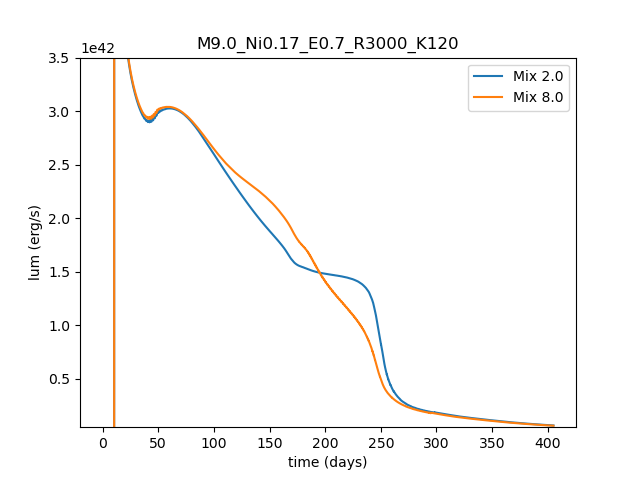 M9.0_Ni0.17_E0.7_R3000_K120
1e42
3.5
3.0
2.5
2.0
1.5
1.0
0.5
lum (erg/s)
Mix 2.0
Mix 8.0
0 50 100 150 200 250 300 350 400
time (days)